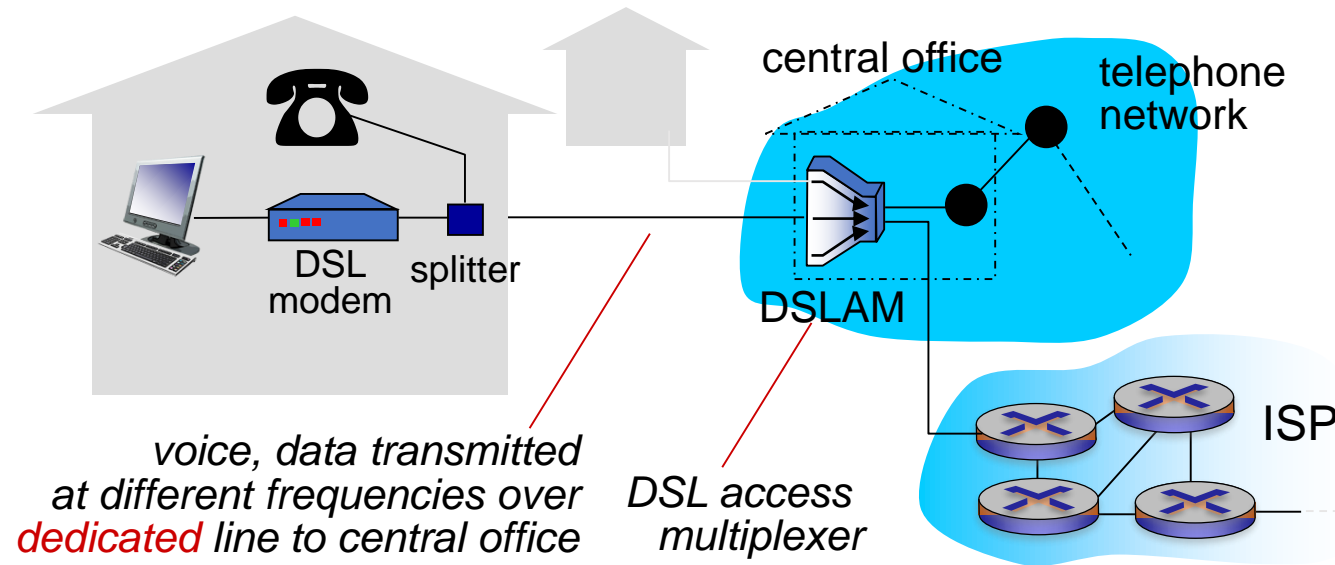 central office
telephone
network
DSL
modem
splitter
DSLAM
ISP
voice, data transmitted
at different frequencies over
dedicated line to central office
DSL access
multiplexer